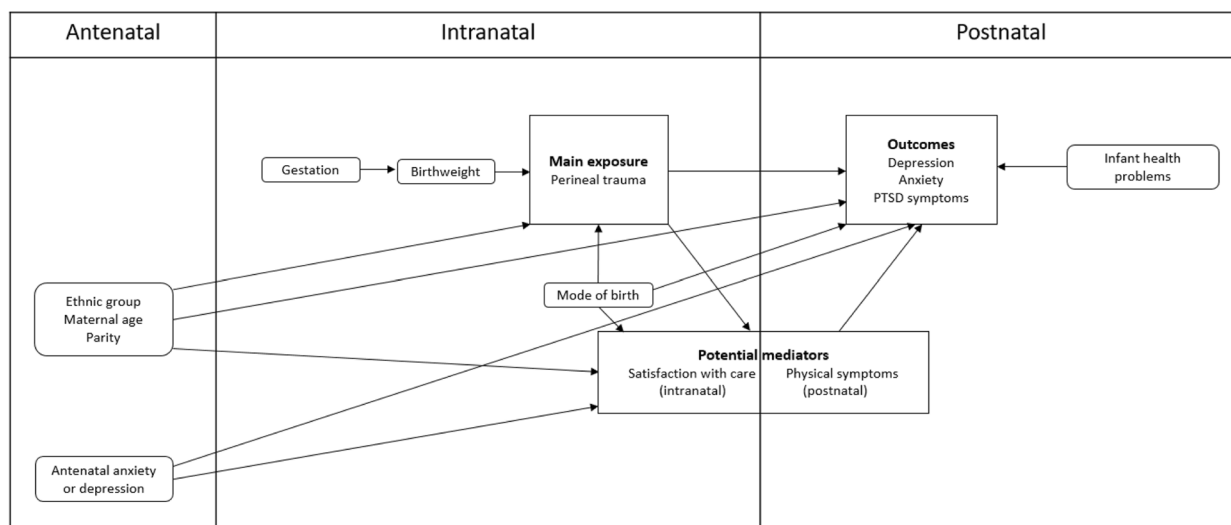 Antenatal
Intranatal
Postnatal
Gestation
Birthweight
Main exposure
Perineal trauma
Outcomes
Depression
Anxiety
PTSD symptoms
Infant health
problems
Ethnic group
Maternal age
Parity
Mode of birth
Potential mediators
Satisfaction with care
(intranatal)
Physical symptoms
(postnatal)
Antenatal anxiety
or depression